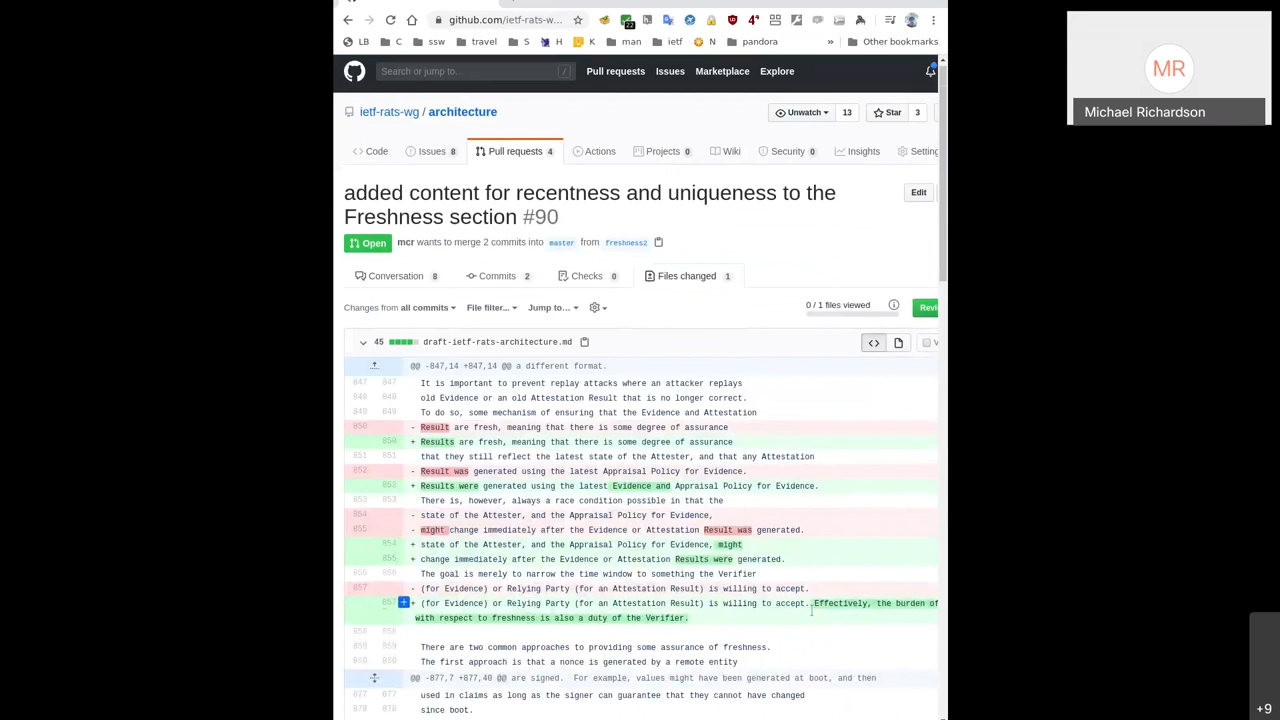 github.com/ietf-rats-w...
22
LB
C
ssw
travel
S
H
K
man
ietf
N
pandora
»
Other bookmarks
Search or jump to...
/
Pull requests
Issues
Marketplace
Explore
ietf-rats-wg / architecture
Unwatch 13
Star 3
<> Code
Issues 8
Pull requests 4
Actions
Projects 0
Wiki
Security 0
Insights
Setting
added content for recentness and uniqueness to the
Freshness section #90
Edit
Open
mcr wants to merge 2 commits into master from freshness2
Conversation 8
Commits 2
Checks 0
Files changed 1
Changes from all commits
File filter...
Jump to...
0 / 1 files viewed
Revi
45 draft-ietf-rats-architecture.md
<>
V
@@ -847,14 +847,14 @@ a different format.
847 847 It is important to prevent replay attacks where an attacker replays
848 848 old Evidence or an old Attestation Result that is no longer correct.
849 849 To do so, some mechanism of ensuring that the Evidence and Attestation
850 - Result are fresh, meaning that there is some degree of assurance
850 + Results are fresh, meaning that there is some degree of assurance
851 851 that they still reflect the latest state of the Attester, and that any Attestation
852 - Result was generated using the latest Appraisal Policy for Evidence.
852 + Results were generated using the latest Evidence and Appraisal Policy for Evidence.
853 853 There is, however, always a race condition possible in that the
854 - state of the Attester, and the Appraisal Policy for Evidence,
855 - might change immediately after the Evidence or Attestation Result was generated.
854 + state of the Attester, and the Appraisal Policy for Evidence, might
855 + change immediately after the Evidence or Attestation Results were generated.
856 856 The goal is merely to narrow the time window to something the Verifier
857 - (for Evidence) or Relying Party (for an Attestation Result) is willing to accept.
857 + (for Evidence) or Relying Party (for an Attestation Result) is willing to accept. Effectively, the burden of
with respect to freshness is also a duty of the Verifier.
858 858
859 859 There are two common approaches to providing some assurance of freshness.
860 860 The first approach is that a nonce is generated by a remote entity
@@ -877,7 +877,40 @@ are signed. For example, values might have been generated at boot, and then
877 877 used in claims as long as the signer can guarantee that they cannot have changed
878 878 since boot.
MR
Michael Richardson
+9